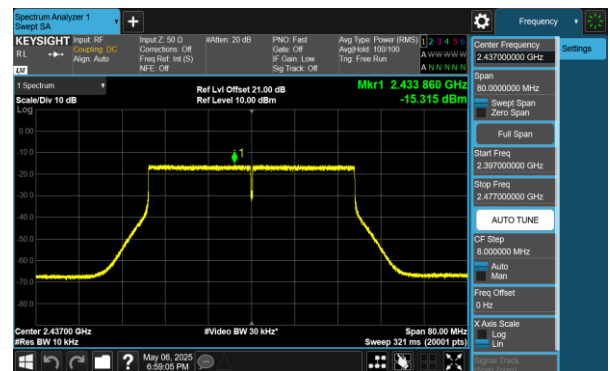 Spectrum Analyzer 1
Swept SA
Frequency
KEYSIGHT
Input: RF
Coupling: DC
Align: Auto
Input Z: 50 Ω
Corrections: Off
Freq Ref: Int (S)
NFE: Off
#Atten: 20 dB
PNO: Fast
Gate: Off
IF Gain: Low
Sig Track: Off
Avg Type: Power (RMS)
Avg|Hold: 100/100
Trig: Free Run
1 2 3 4 5 6
A W W W W W
A N N N N N
RL
LXI
1 Spectrum
Scale/Div 10 dB
Log
Ref Lvl Offset 21.00 dB
Ref Level 10.00 dBm
Mkr1 2.433 860 GHz
-15.315 dBm
0.00
-10.0
-20.0
-30.0
-40.0
-50.0
-60.0
-70.0
-80.0
1
Center 2.43700 GHz
#Res BW 10 kHz
#Video BW 30 kHz*
Span 80.00 MHz
Sweep 321 ms (20001 pts)
May 06, 2025
6:59:05 PM
Center Frequency
2.437000000 GHz
Settings
Span
80.0000000 MHz
Swept Span
Zero Span
Full Span
Start Freq
2.397000000 GHz
Stop Freq
2.477000000 GHz
AUTO TUNE
CF Step
8.000000 MHz
Auto
Man
Freq Offset
0 Hz
X Axis Scale
Log
Lin
Signal Track
(Span Zoom)